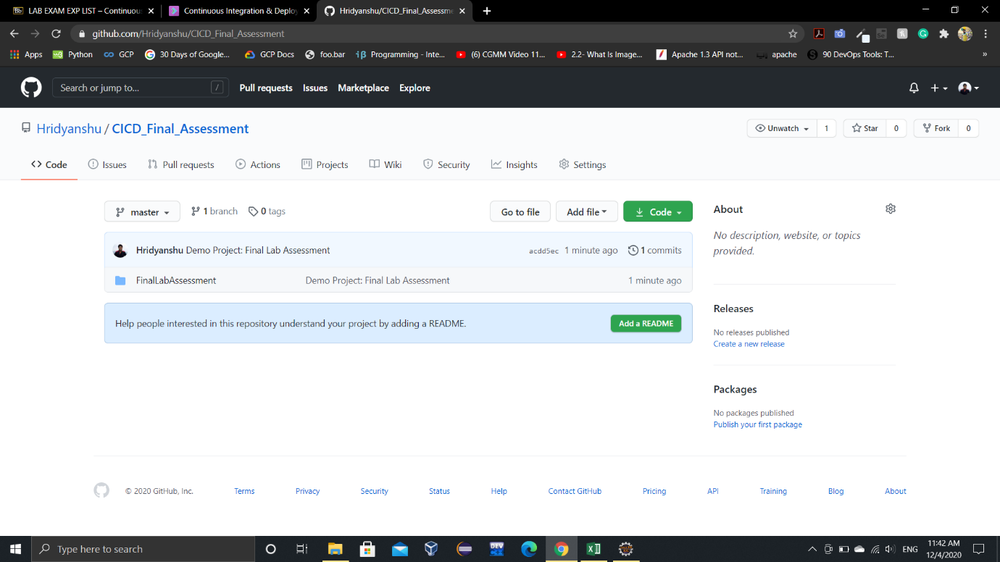 LAB EXAM EXP LIST – Continuous Continuous Integration & Deploy Hridyanshu/CICD_Final_Assessme
github.com/Hridyanshu/CICD_Final_Assessment
Apps Python GCP 30 Days of Google... GCP Docs foo.bar Programming - Inte... (6) CGMM Video 11... 2.2- What Is Image... Apache 1.3 API not... apache 90 DevOps Tools: T... »
Search or jump to... / Pull requests Issues Marketplace Explore
Hridyanshu / CICD_Final_Assessment Unwatch 1 Star 0 Fork 0
Code Issues Pull requests Actions Projects Wiki Security Insights Settings
master 1 branch 0 tags Go to file Add file Code
Hridyanshu Demo Project: Final Lab Assessment acdd5ec 1 minute ago 1 commits
FinalLabAssessment Demo Project: Final Lab Assessment 1 minute ago
Help people interested in this repository understand your project by adding a README. Add a README
About
No description, website, or topics
provided.
Releases
No releases published
Create a new release
Packages
No packages published
Publish your first package
© 2020 GitHub, Inc. Terms Privacy Security Status Help Contact GitHub Pricing API Training Blog About
Type here to search DEV ENG 11:42 AM
12/4/2020